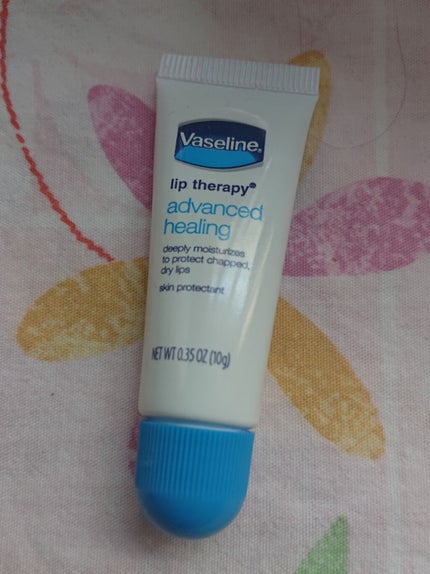 Vaseline®
lip therapy®
advanced
healing
deeply moisturizes
to protect chapped,
dry lips
skin protectant
NET WT 0.35 OZ (10g)